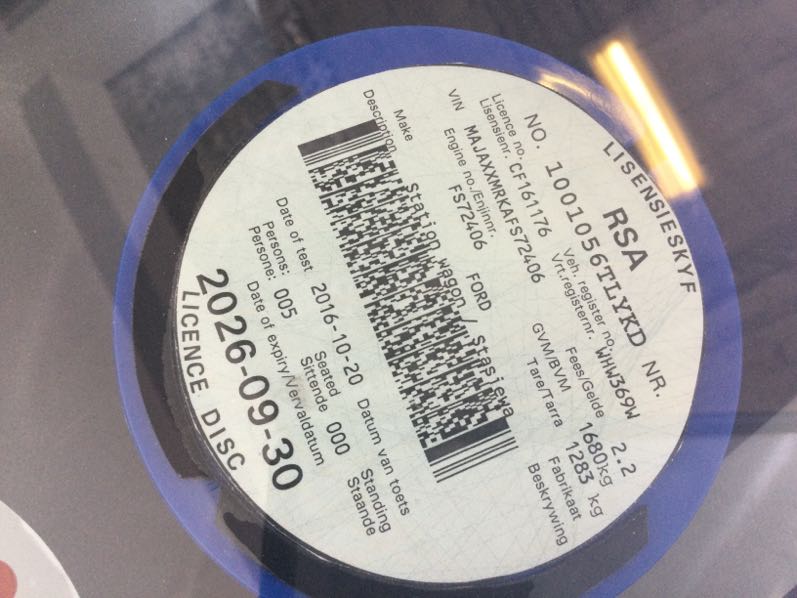 LISENSIESKYF
RSA
NO. 1001056TLYKD NR.
Licence no. Veh. register no. 2.2
Lisensienr. CF161176 Vrt.registernr. WHW369W
Fees/Gelde
VIN MAJAXXMRKAFS72406 GVM/BVM 1680kg
Engine no./Enjinnr. Tare/Tarra 1283 kg
FS72406
Make FORD Fabrikaat
Description Station wagon / Stasiewa Beskrywing
Date of test 2016-10-20 Datum van toets
Persons: Seated Standing
Persone: 005 Sittende 000 Staande
Date of expiry/Vervaldatum
2026-09-30
LICENCE DISC